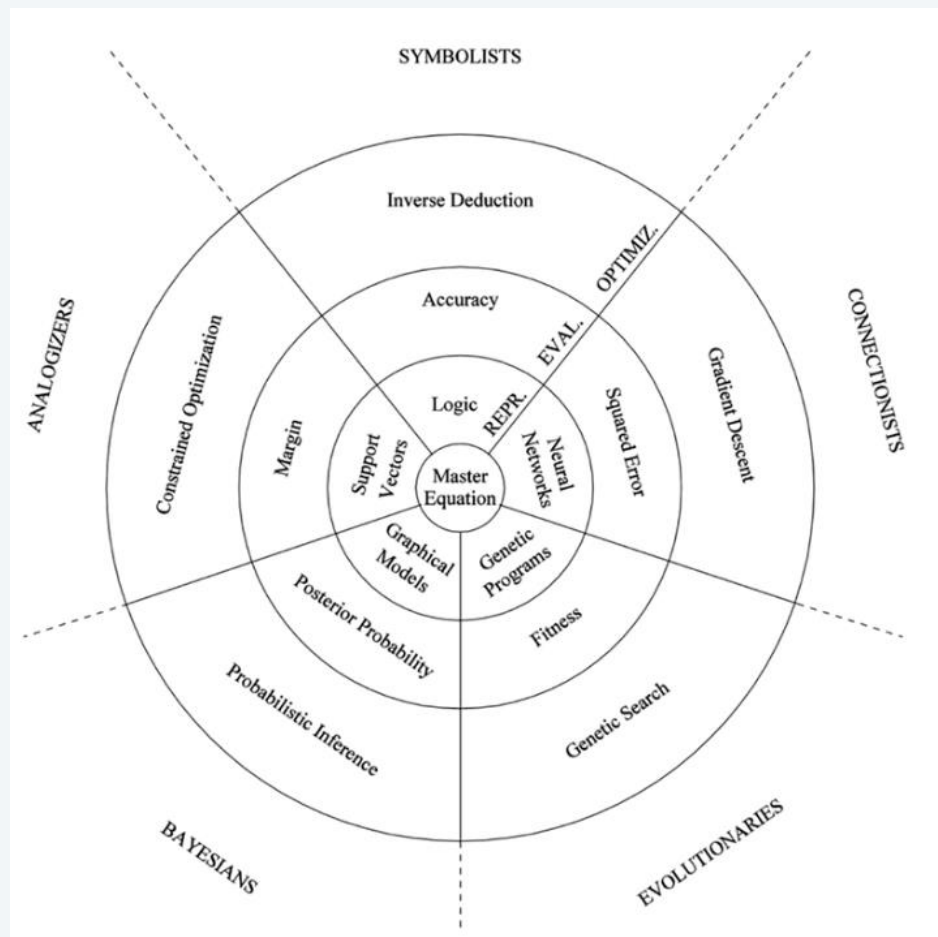 SYMBOLISTS
Inverse Deduction
OPTIMIZ.
Accuracy
EVAL.
Logic
REPR.
ANALOGIZERS
Constrained Optimization
Margin
Support
Vectors
Master
Equation
Neural
Networks
Squared Error
Gradient Descent
CONNECTIONISTS
Graphical
Models
Genetic
Programs
Posterior Probability
Fitness
Probabilistic Inference
Genetic Search
BAYESIANS
EVOLUTIONARIES